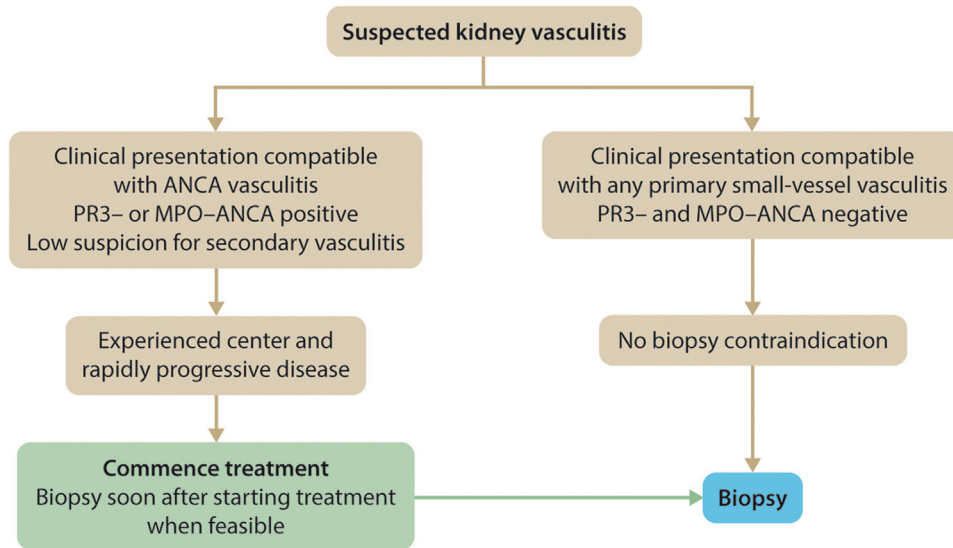 Suspected kidney vasculitis
Clinical presentation compatible
with ANCA vasculitis
PR3– or MPO–ANCA positive
Low suspicion for secondary vasculitis
Clinical presentation compatible
with any primary small-vessel vasculitis
PR3– and MPO–ANCA negative
Experienced center and
rapidly progressive disease
No biopsy contraindication
Commence treatment
Biopsy soon after starting treatment
when feasible
Biopsy